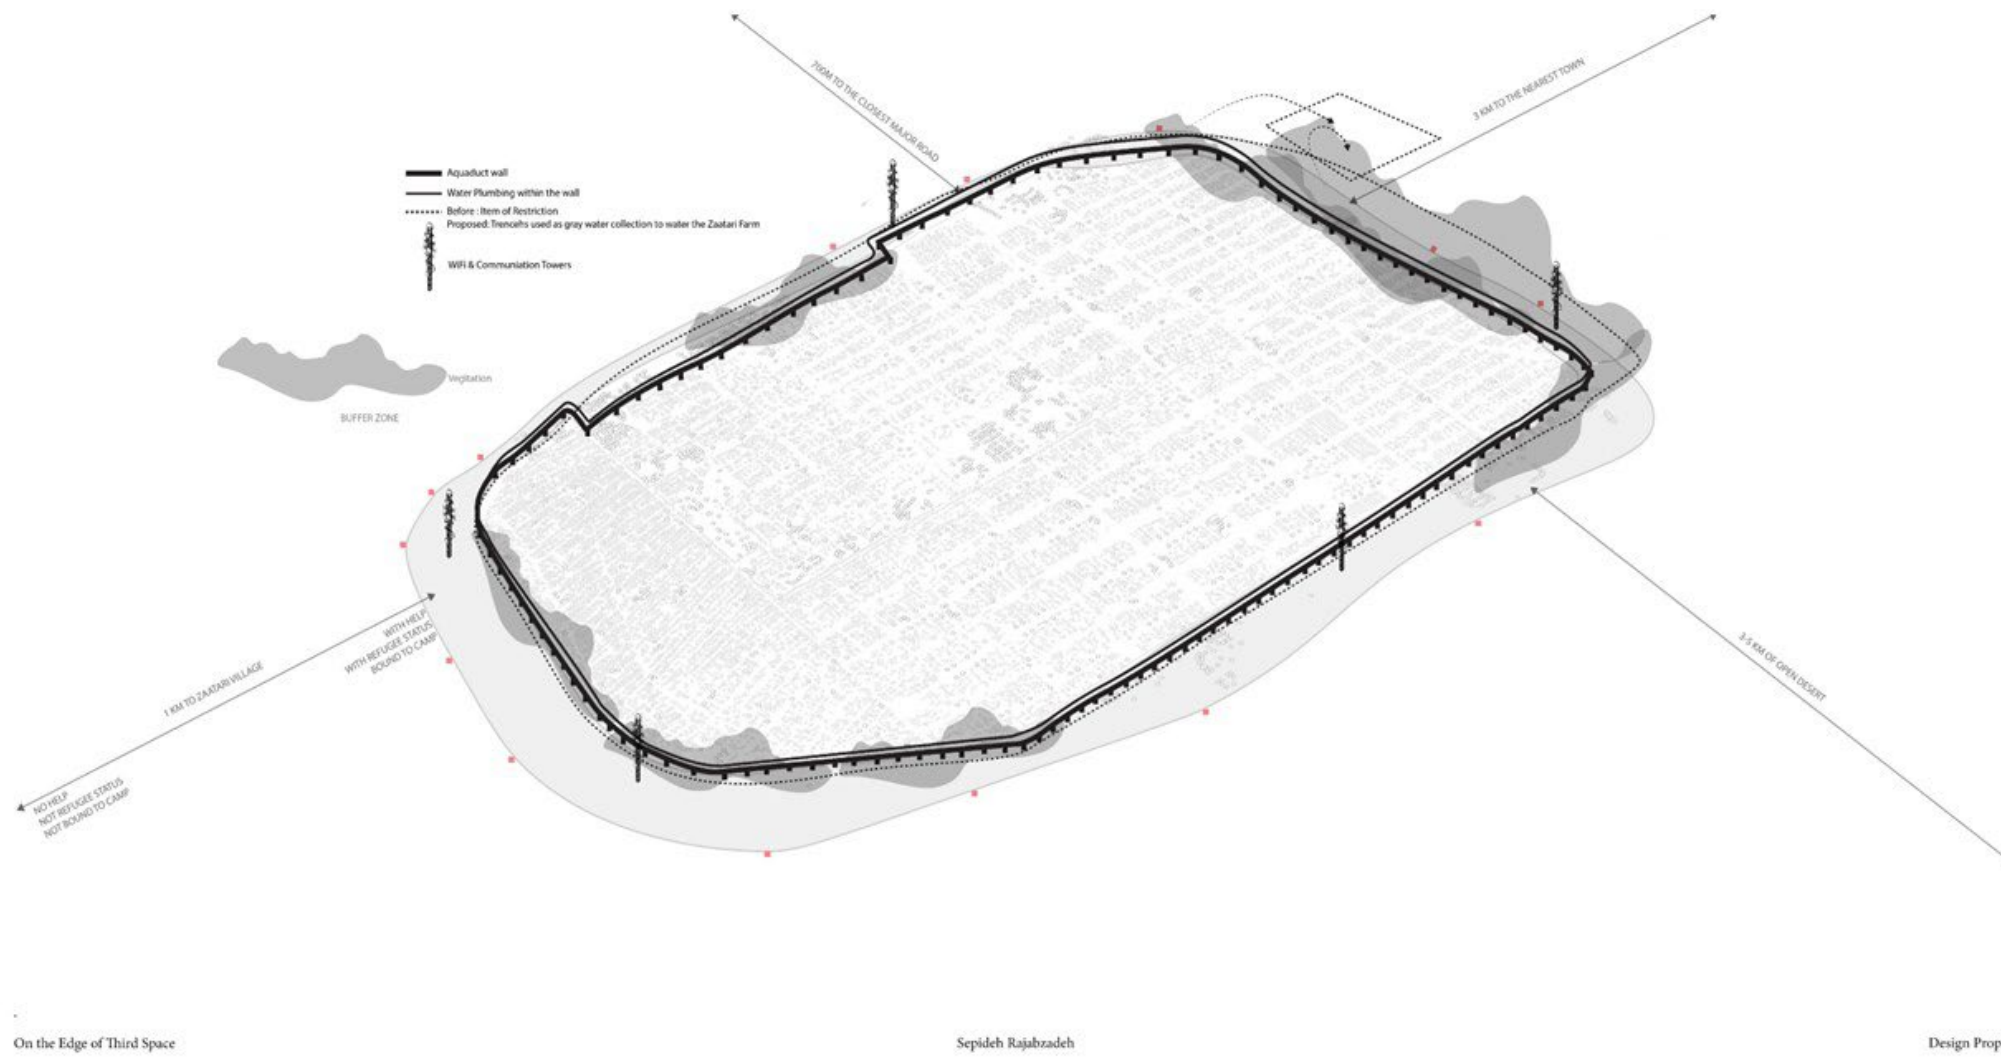 700M TO THE CLOSEST MAJOR ROAD
3 KM TO THE NEAREST TOWN
Aquaduct wall
Water Plumbing within the wall
Before : Item of Restriction
Proposed: Trencehs used as gray water collection to water the Zaatari Farm
WiFi & Communiation Towers
Vegitation
BUFFER ZONE
WITH HELP
WITH REFUGEE STATUS
BOUND TO CAMP
1 KM TO ZAATARI VILLAGE
3-5 KM OF OPEN DESERT
NO HELP
NOT REFUGEE STATUS
NOT BOUND TO CAMP
On the Edge of Third Space
Sepideh Rajabzadeh
Design Prop